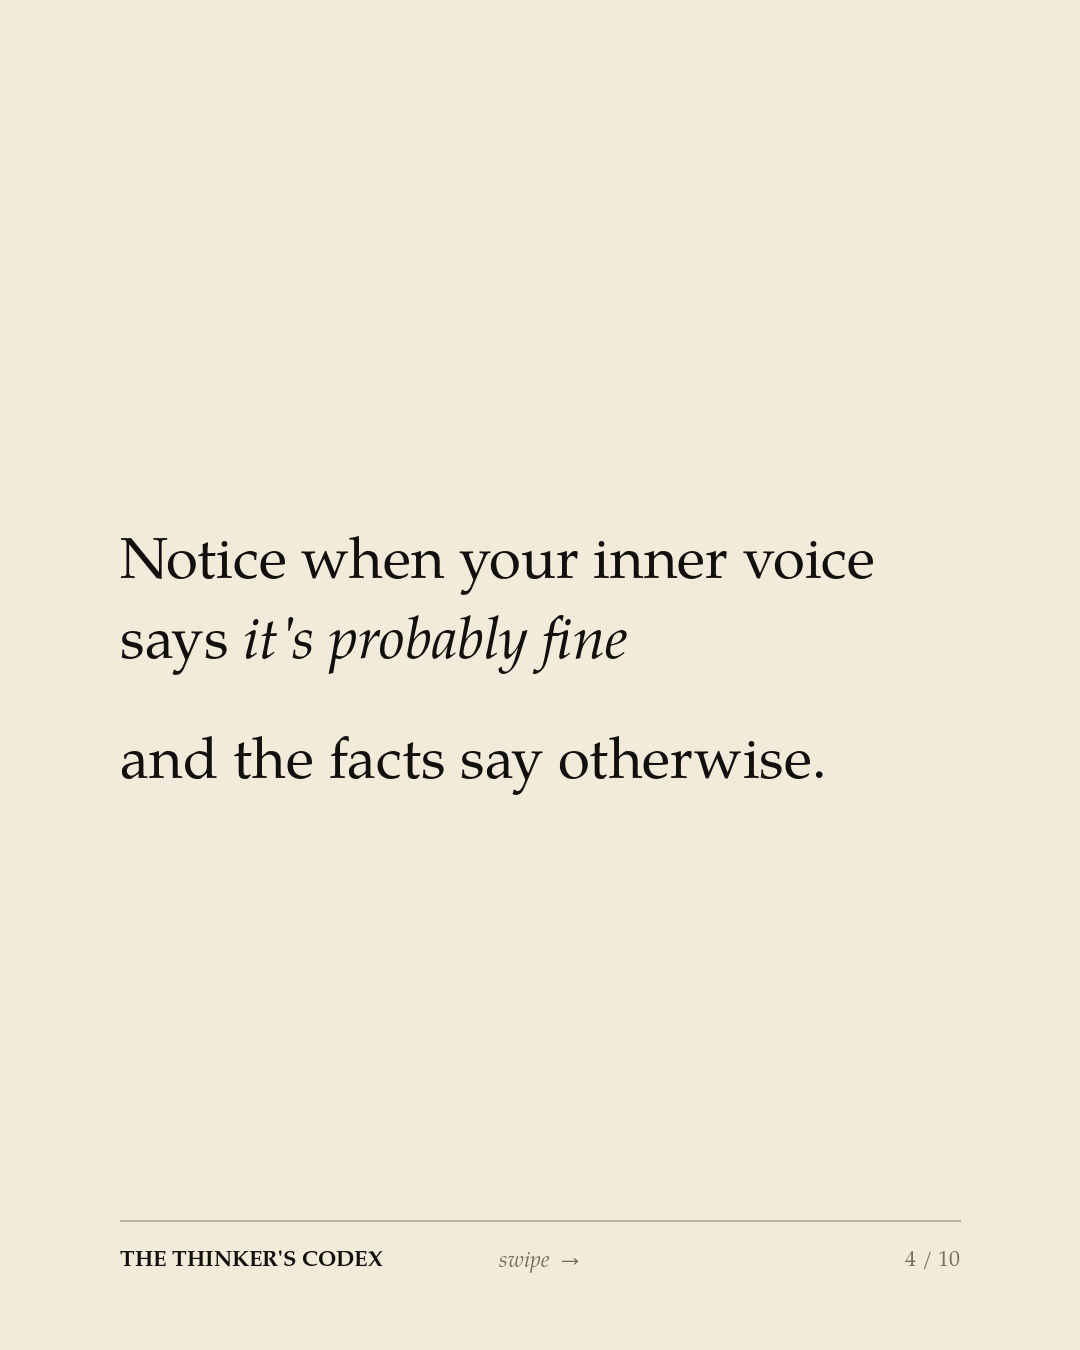 Notice when your inner voice
says it's probably fine
and the facts say otherwise.
THE THINKER'S CODEX
swipe →
4 / 10